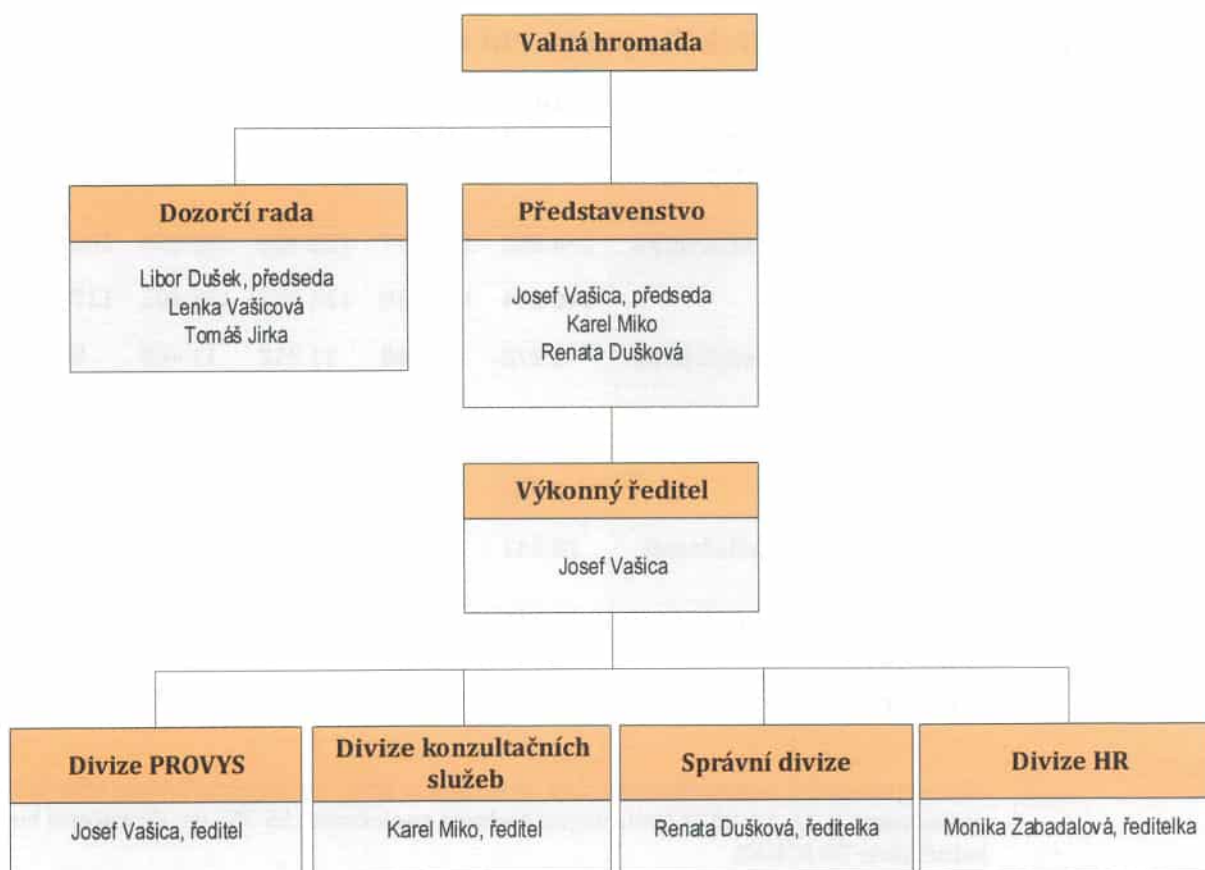 Valná hromada
Dozorčí rada
Libor Dušek, předseda
Lenka Vašicová
Tomáš Jirka
Představenstvo
Josef Vašica, předseda
Karel Miko
Renata Dušková
Výkonný ředitel
Josef Vašica
Divize PROVYS
Josef Vašica, ředitel
Divize konzultačních
služeb
Karel Miko, ředitel
Správní divize
Renata Dušková, ředitelka
Divize HR
Monika Zabadalová, ředitelka